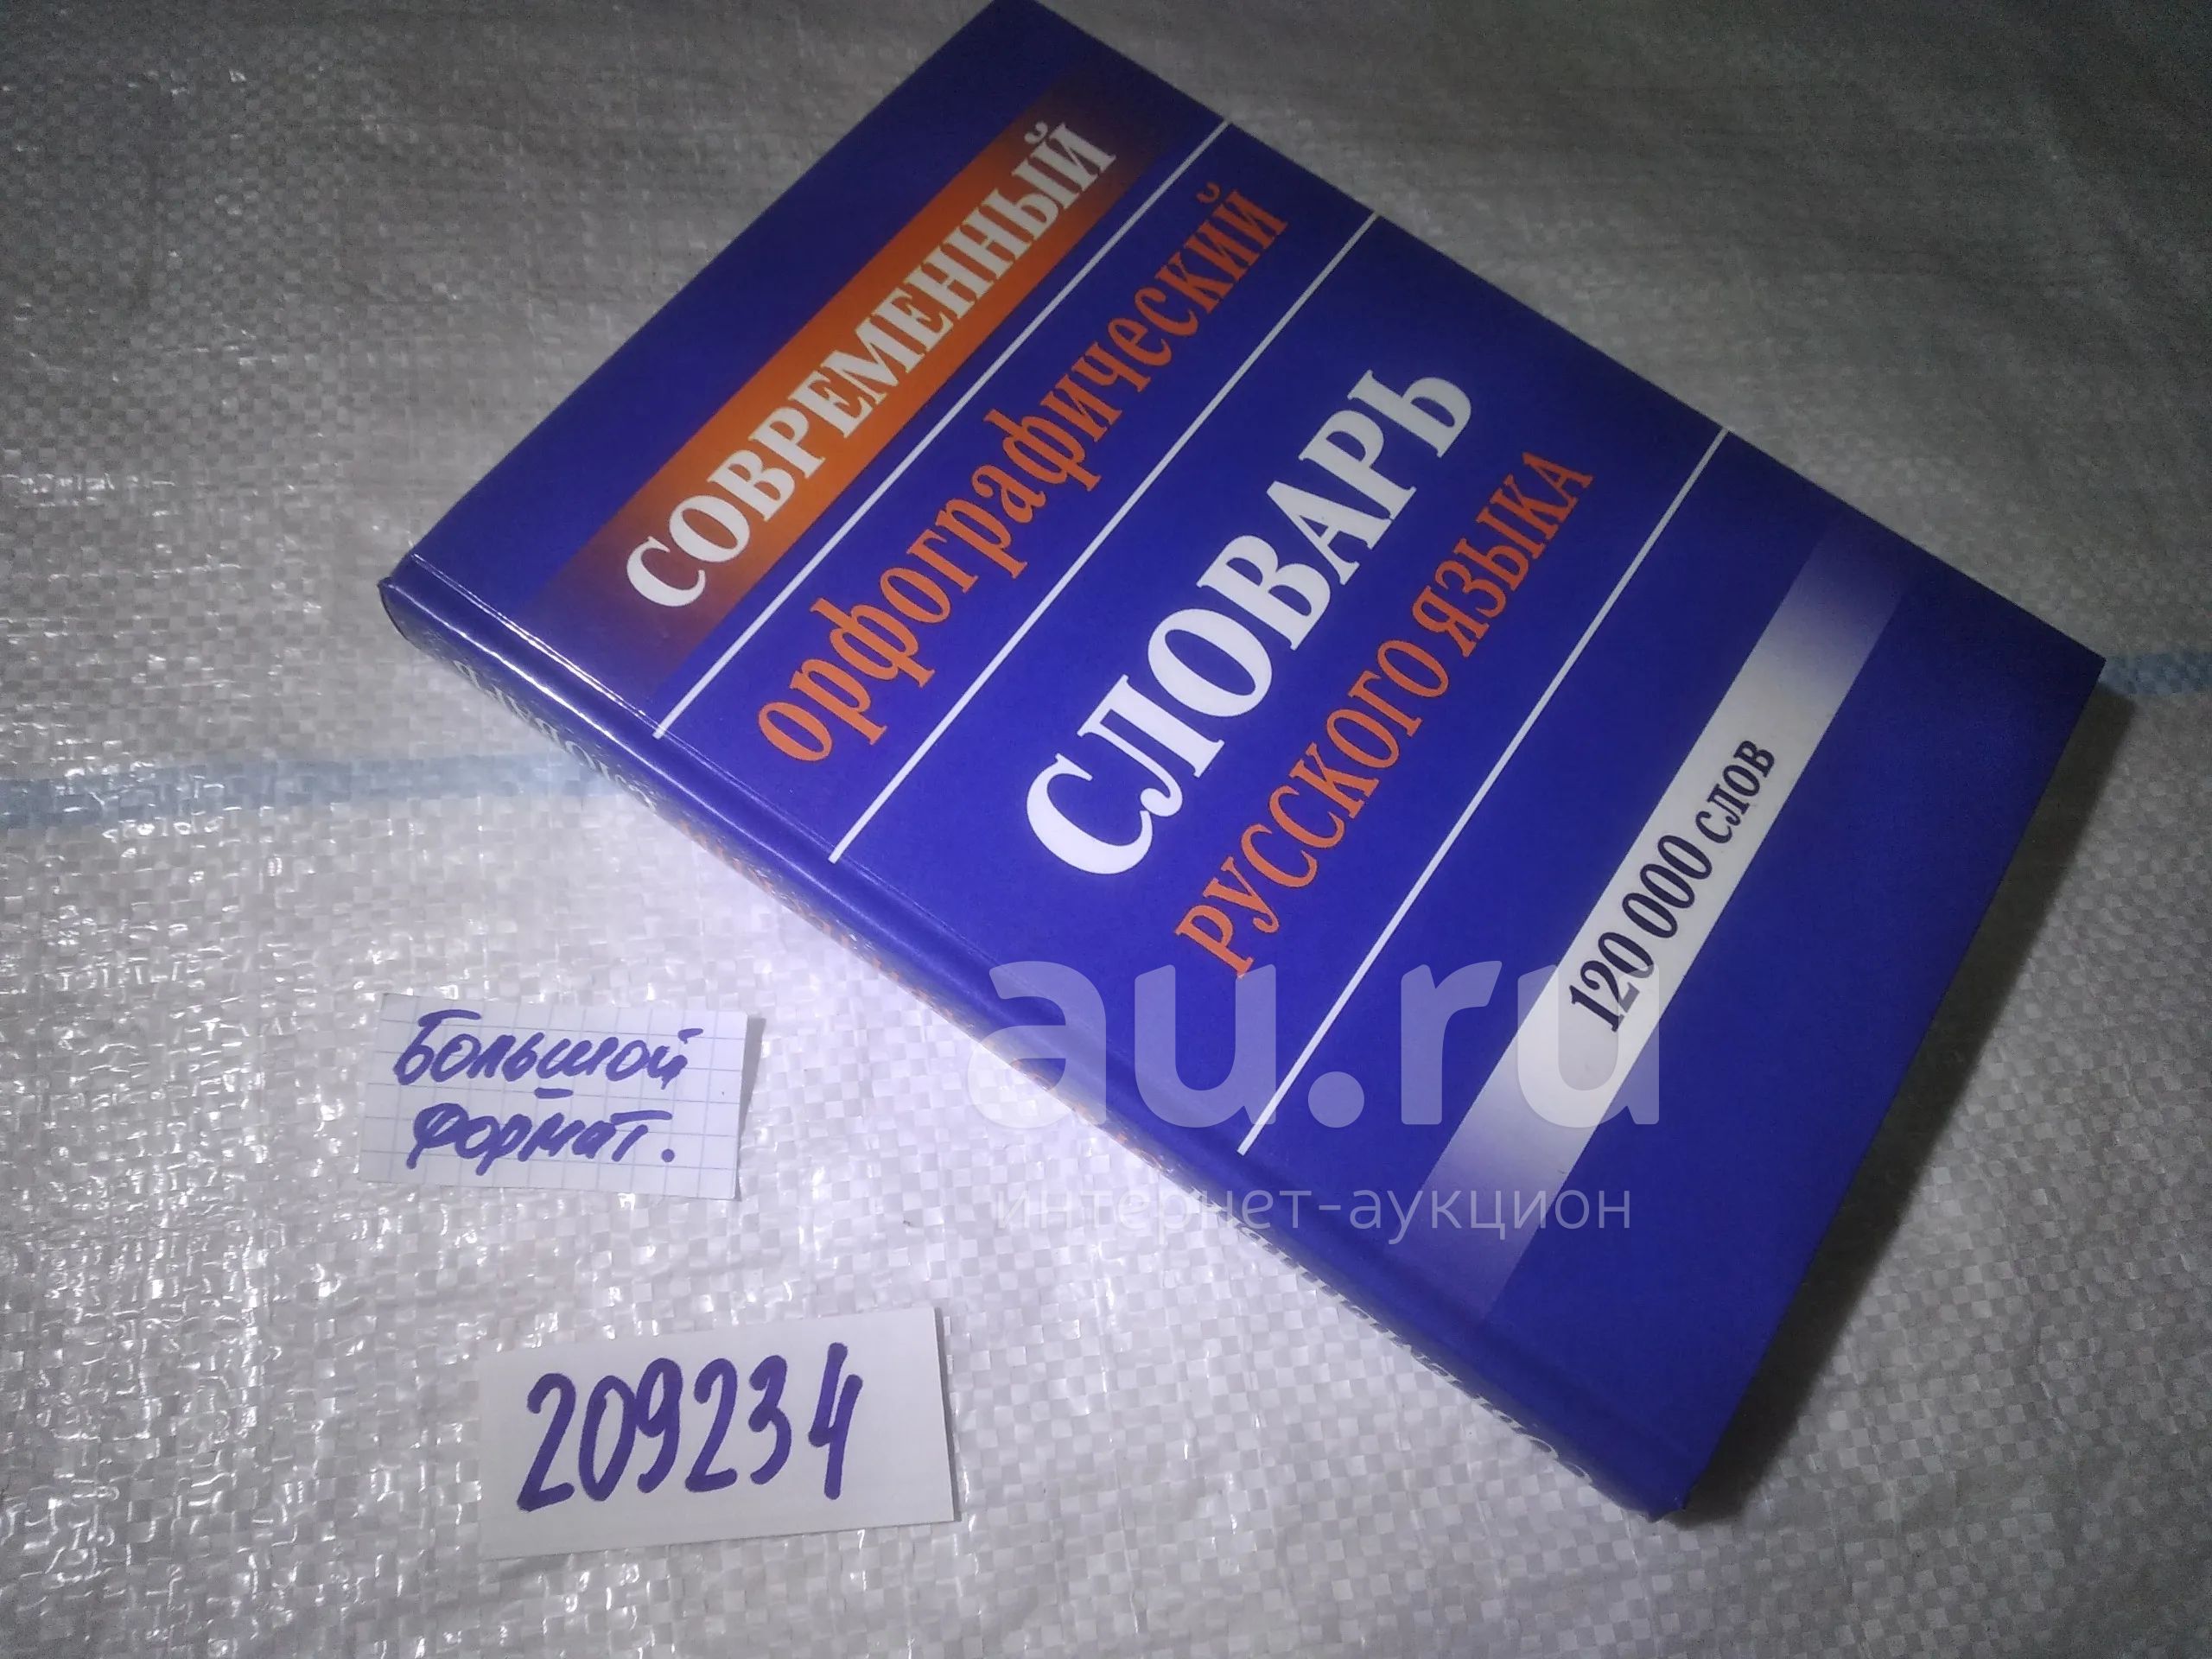 СОВРЕМЕННЫЙ
орфографический
СЛОВАРЬ
РУССКОГО ЯЗЫКА
120 000 слов
Большой
формат.
209234
au.ru
интернет-аукцион